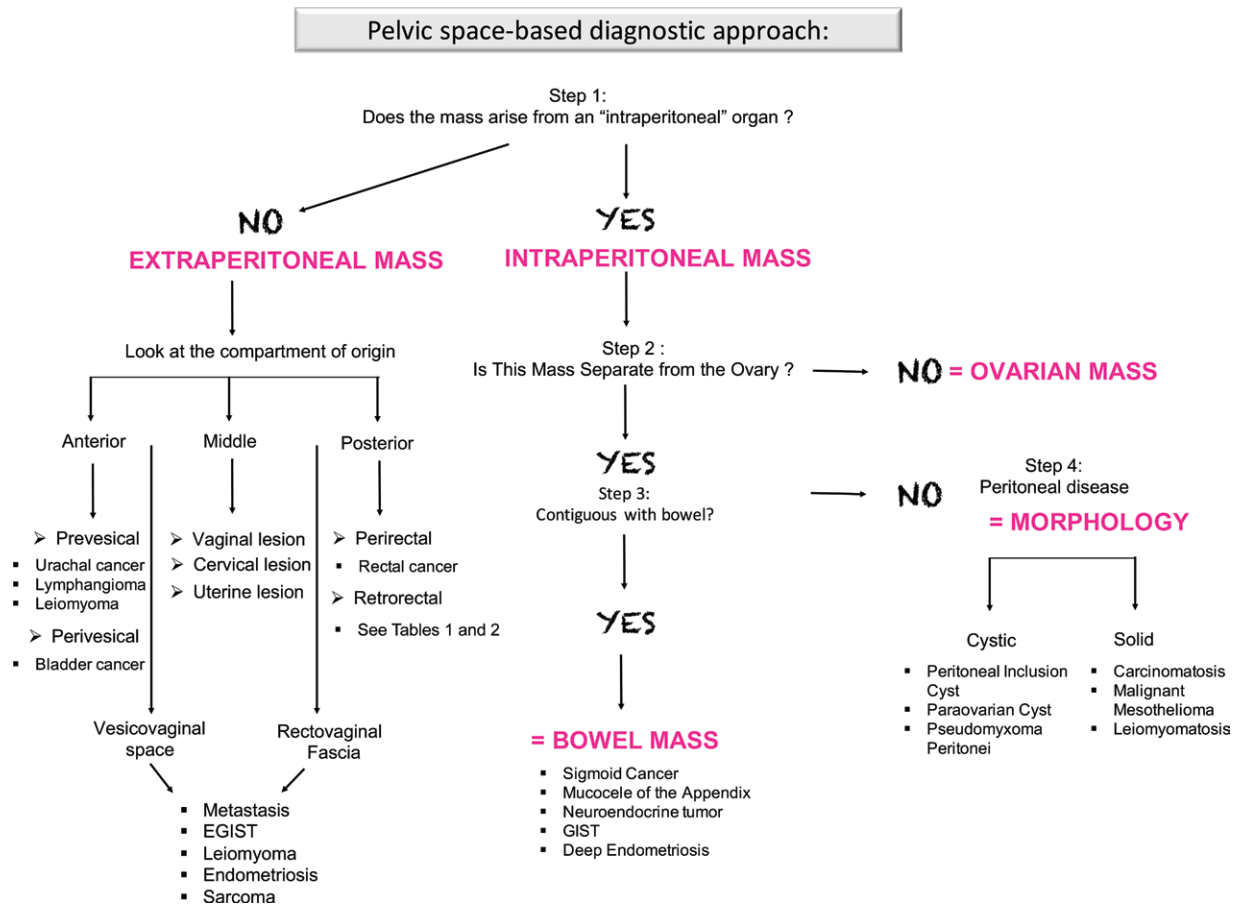 Pelvic space-based diagnostic approach:
Step 1:
Does the mass arise from an “intraperitoneal” organ ?
NO
EXTRAPERITONEAL MASS
YES
INTRAPERITONEAL MASS
Look at the compartment of origin
Anterior
Middle
Posterior
➢ Prevesical
▪ Urachal cancer
▪ Lymphangioma
▪ Leiomyoma
➢ Perivesical
▪ Bladder cancer
➢ Vaginal lesion
➢ Cervical lesion
➢ Uterine lesion
➢ Perirectal
▪ Rectal cancer
➢ Retrorectal
▪ See Tables 1 and 2
Vesicovaginal
space
Rectovaginal
Fascia
▪ Metastasis
▪ EGIST
▪ Leiomyoma
▪ Endometriosis
▪ Sarcoma
Step 2 :
Is This Mass Separate from the Ovary ?
NO = OVARIAN MASS
YES
Step 3:
Contiguous with bowel?
YES
= BOWEL MASS
▪ Sigmoid Cancer
▪ Mucocele of the Appendix
▪ Neuroendocrine tumor
▪ GIST
▪ Deep Endometriosis
NO
Step 4:
Peritoneal disease
= MORPHOLOGY
Cystic
▪ Peritoneal Inclusion
Cyst
▪ Paraovarian Cyst
▪ Pseudomyxoma
Peritonei
Solid
▪ Carcinomatosis
▪ Malignant
Mesothelioma
▪ Leiomyomatosis